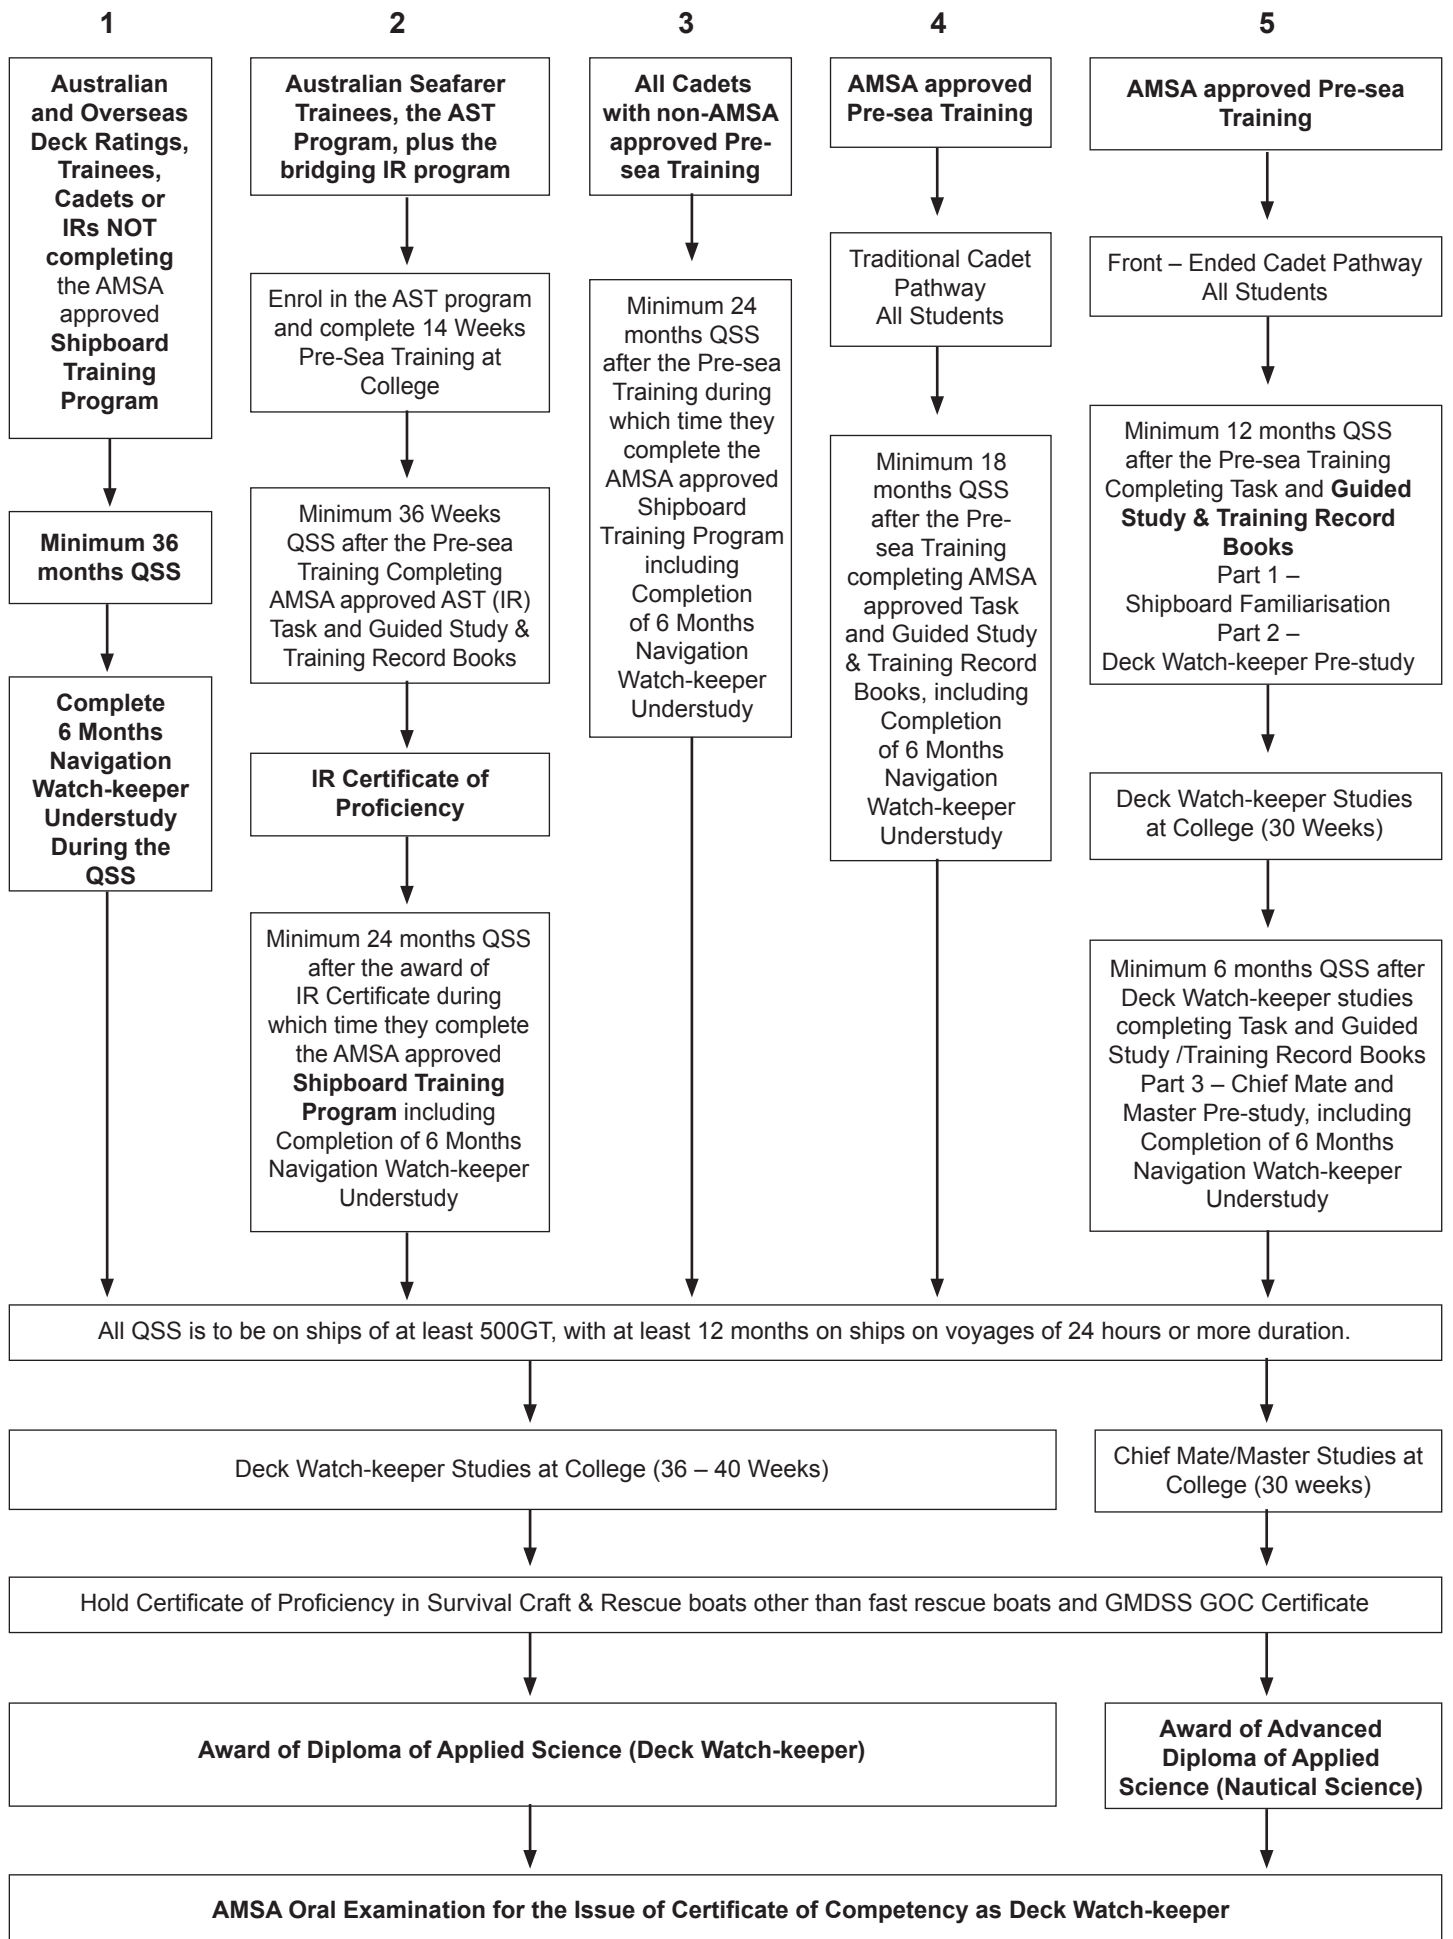 1
2
3
4
5
Australian
and Overseas
Deck Ratings,
Trainees,
Cadets or
IRs NOT
completing
the AMSA
approved
Shipboard
Training
Program
Minimum 36
months QSS
Complete
6 Months
Navigation
Watch-keeper
Understudy
During the
QSS
Australian Seafarer
Trainees, the AST
Program, plus the
bridging IR program
Enrol in the AST program
and complete 14 Weeks
Pre-Sea Training at
College
Minimum 36 Weeks
QSS after the Pre-sea
Training Completing
AMSA approved AST (IR)
Task and Guided Study &
Training Record Books
IR Certificate of
Proficiency
Minimum 24 months QSS
after the award of
IR Certificate during
which time they complete
the AMSA approved
Shipboard Training
Program including
Completion of 6 Months
Navigation Watch-keeper
Understudy
All Cadets
with non-AMSA
approved Pre-
sea Training
Minimum 24
months QSS
after the Pre-sea
Training during
which time they
complete the
AMSA approved
Shipboard
Training Program
including
Completion
of 6 Months
Navigation
Watch-keeper
Understudy
AMSA approved
Pre-sea Training
Traditional Cadet
Pathway
All Students
Minimum 18
months QSS
after the Pre-
sea Training
completing AMSA
approved Task
and Guided Study
& Training Record
Books, including
Completion
of 6 Months
Navigation
Watch-keeper
Understudy
AMSA approved Pre-sea
Training
Front – Ended Cadet Pathway
All Students
Minimum 12 months QSS
after the Pre-sea Training
Completing Task and Guided
Study & Training Record
Books
Part 1 –
Shipboard Familiarisation
Part 2 –
Deck Watch-keeper Pre-study
Deck Watch-keeper Studies
at College (30 Weeks)
Minimum 6 months QSS after
Deck Watch-keeper studies
completing Task and Guided
Study /Training Record Books
Part 3 – Chief Mate and
Master Pre-study, including
Completion of 6 Months
Navigation Watch-keeper
Understudy
All QSS is to be on ships of at least 500GT, with at least 12 months on ships on voyages of 24 hours or more duration.
Deck Watch-keeper Studies at College (36 – 40 Weeks)
Chief Mate/Master Studies at
College (30 weeks)
Hold Certificate of Proficiency in Survival Craft & Rescue boats other than fast rescue boats and GMDSS GOC Certificate
Award of Diploma of Applied Science (Deck Watch-keeper)
Award of Advanced
Diploma of Applied
Science (Nautical Science)
AMSA Oral Examination for the Issue of Certificate of Competency as Deck Watch-keeper